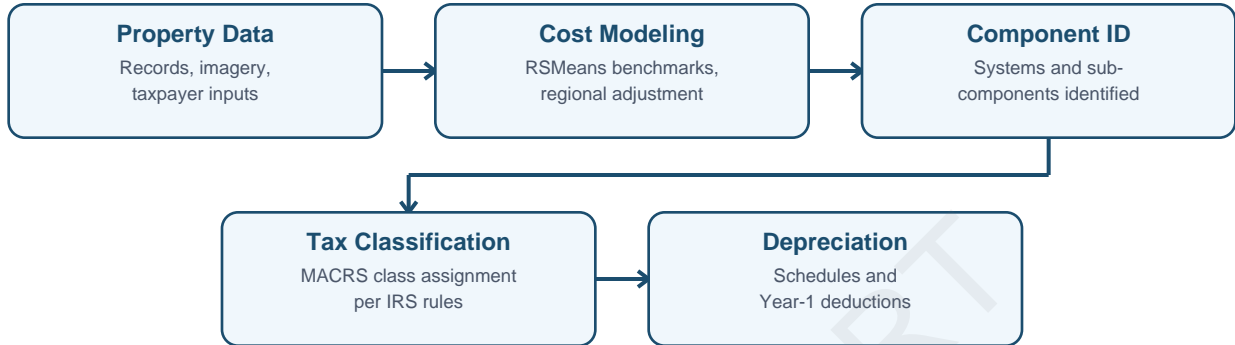 Property Data
Records, imagery,
taxpayer inputs
Cost Modeling
RSMeans benchmarks,
regional adjustment
Component ID
Systems and sub-
components identified
Tax Classification
MACRS class assignment
per IRS rules
Depreciation
Schedules and
Year-1 deductions